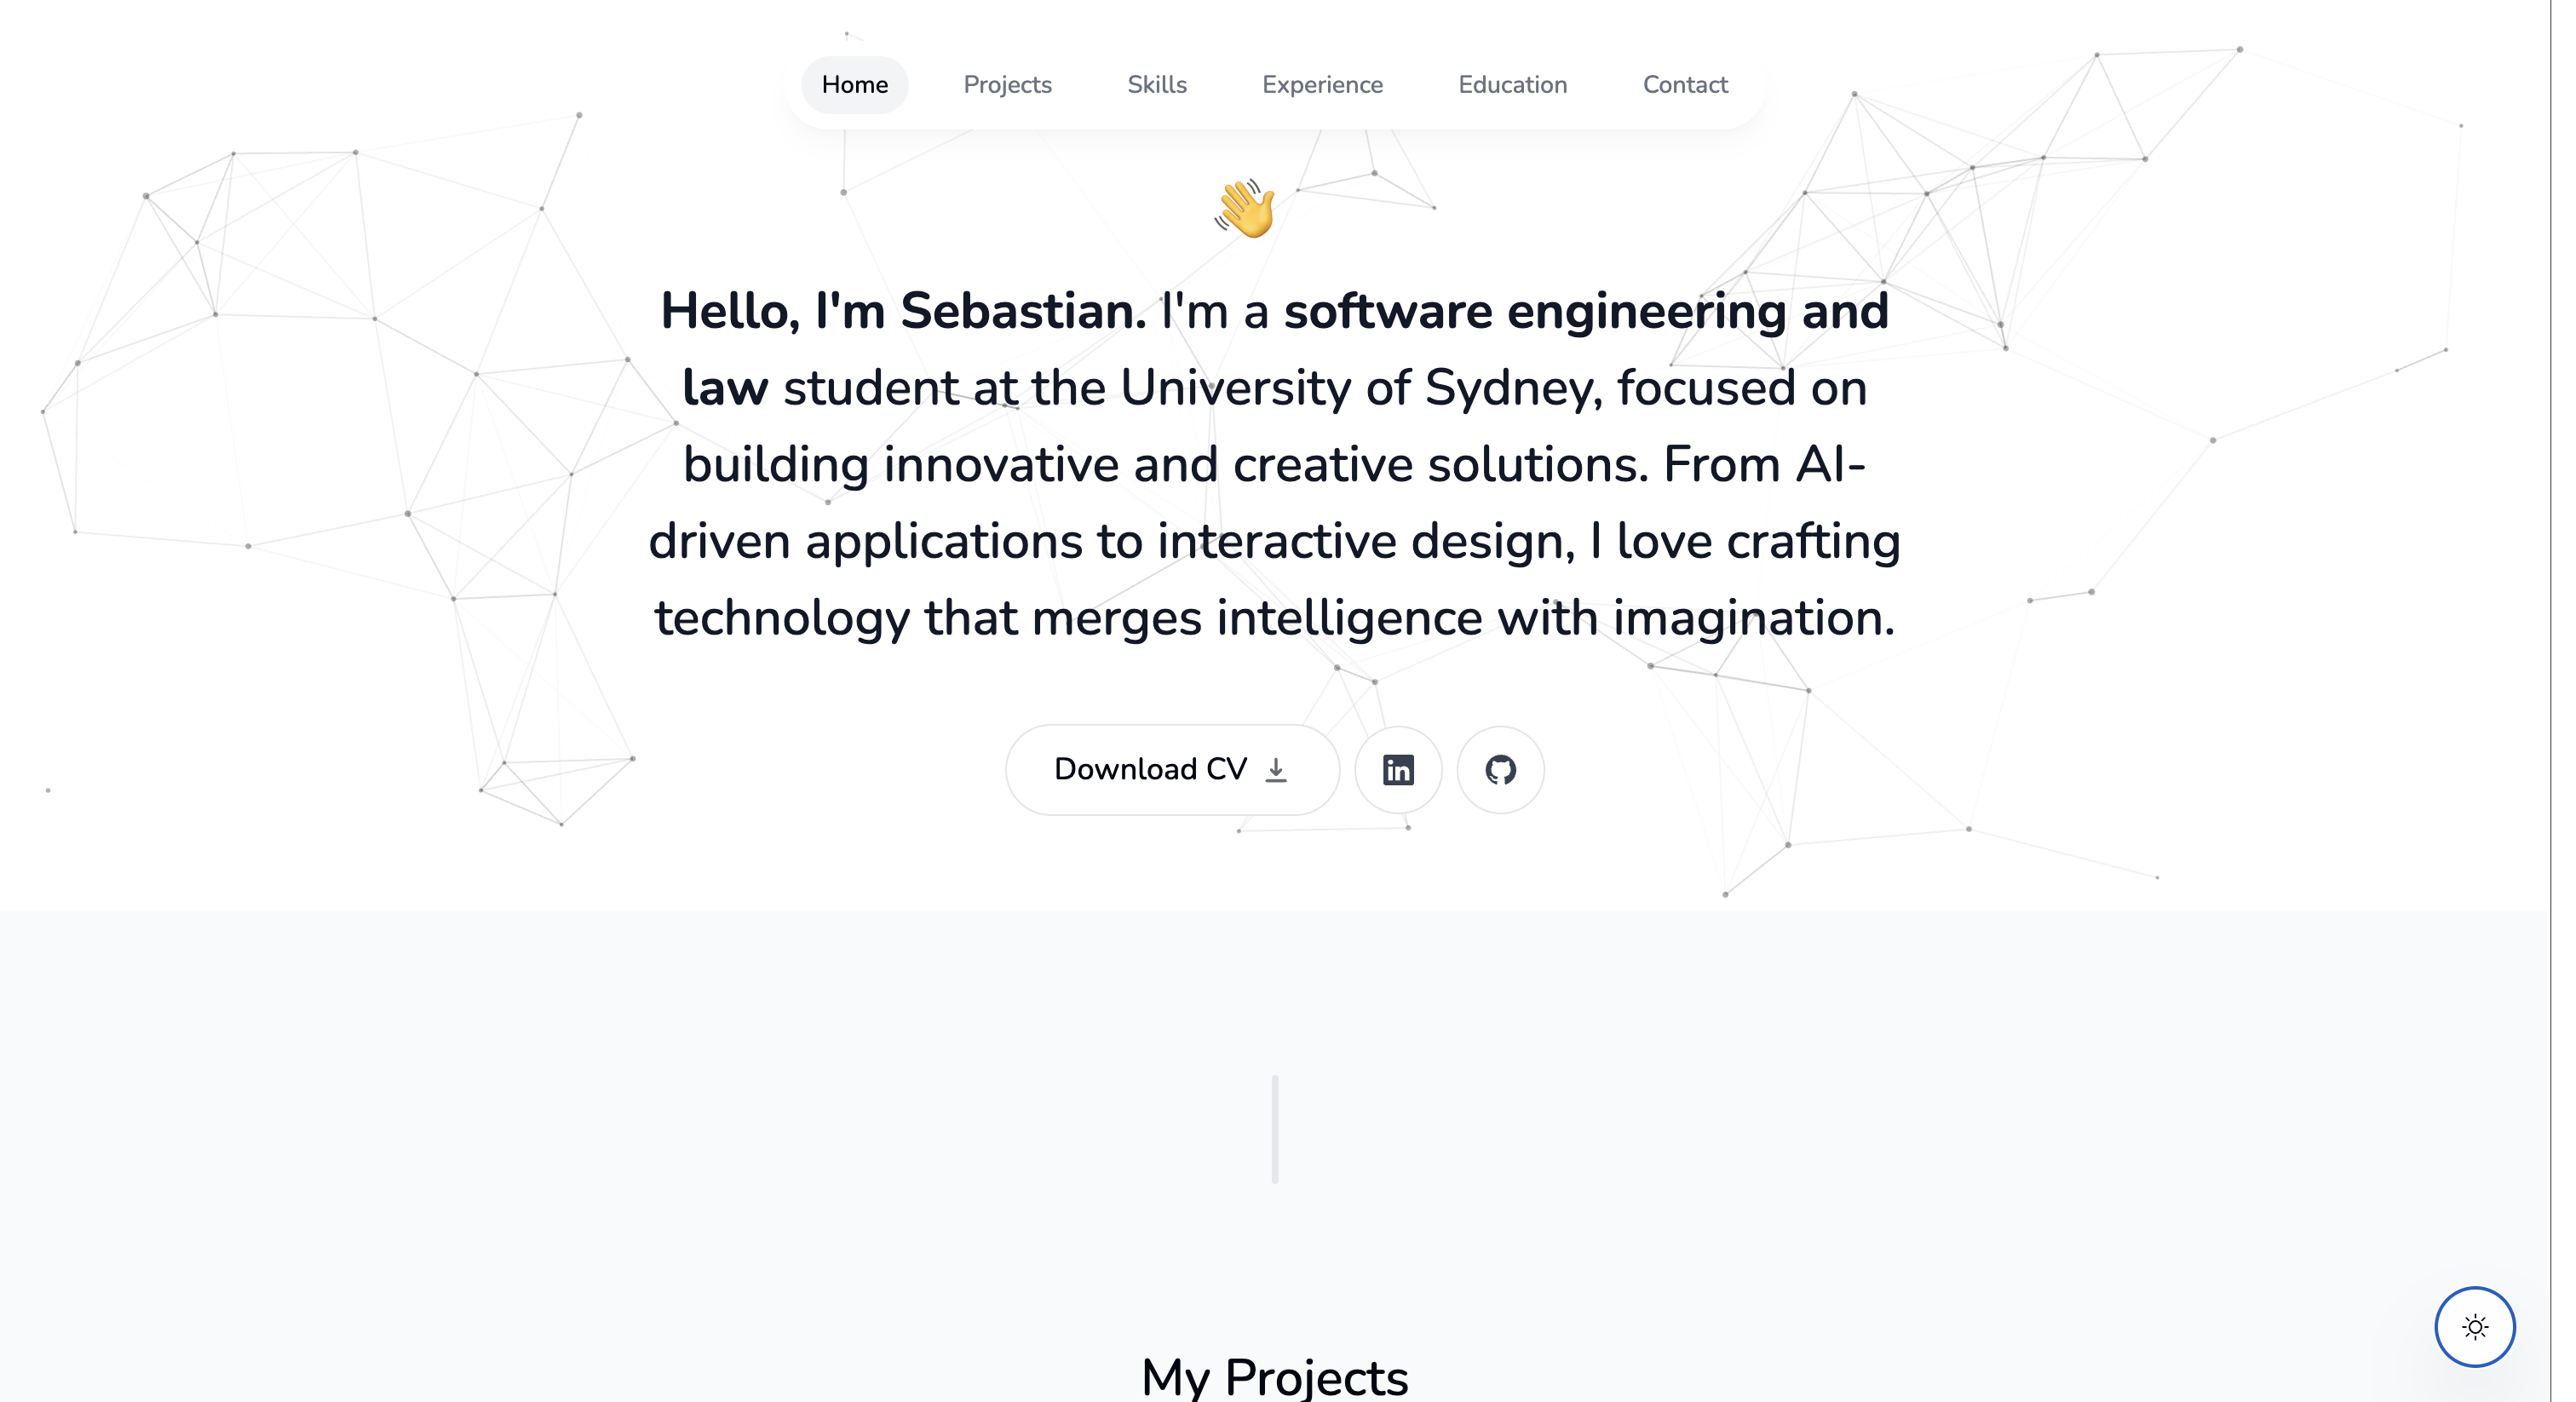 Home Projects Skills Experience Education Contact
Hello, I'm Sebastian. I'm a software engineering and
law student at the University of Sydney, focused on
building innovative and creative solutions. From AI-
driven applications to interactive design, I love crafting
technology that merges intelligence with imagination.
Download CV
in
My Projects